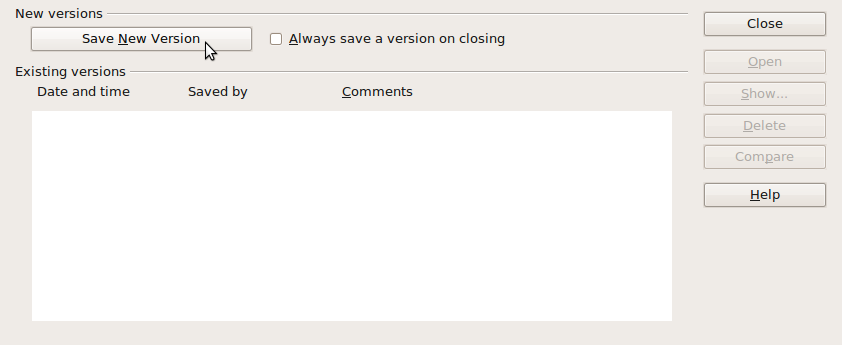 New versions
Save New Version
Always save a version on closing
Existing versions
Date and time Saved by Comments
Close
Open
Show...
Delete
Compare
Help